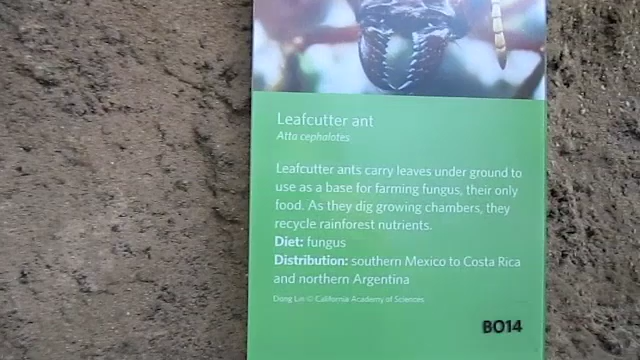 Leafcutter ant
Atta cephalotes
Leafcutter ants carry leaves under ground to
use as a base for farming fungus, their only
food. As they dig growing chambers, they
recycle rainforest nutrients.
Diet: fungus
Distribution: southern Mexico to Costa Rica
and northern Argentina
Dong Lin © California Academy of Sciences
BO14